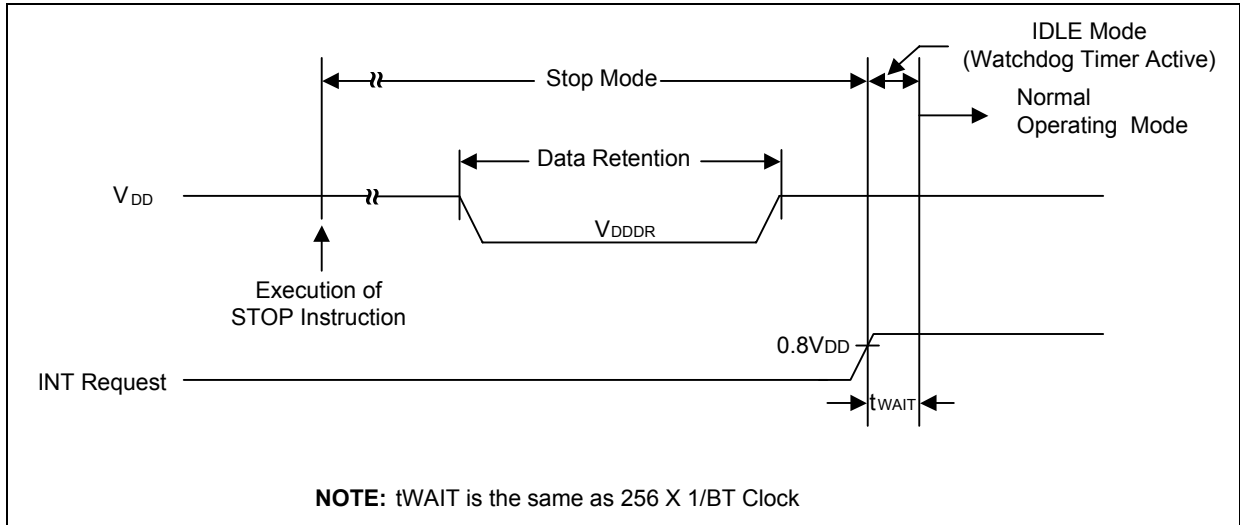 IDLE Mode
(Watchdog Timer Active)
Stop Mode
Normal
Operating Mode
Data Retention
VDD
VDDDR
Execution of
STOP Instruction
0.8VDD
INT Request
tWAIT
NOTE: tWAIT is the same as 256 X 1/BT Clock